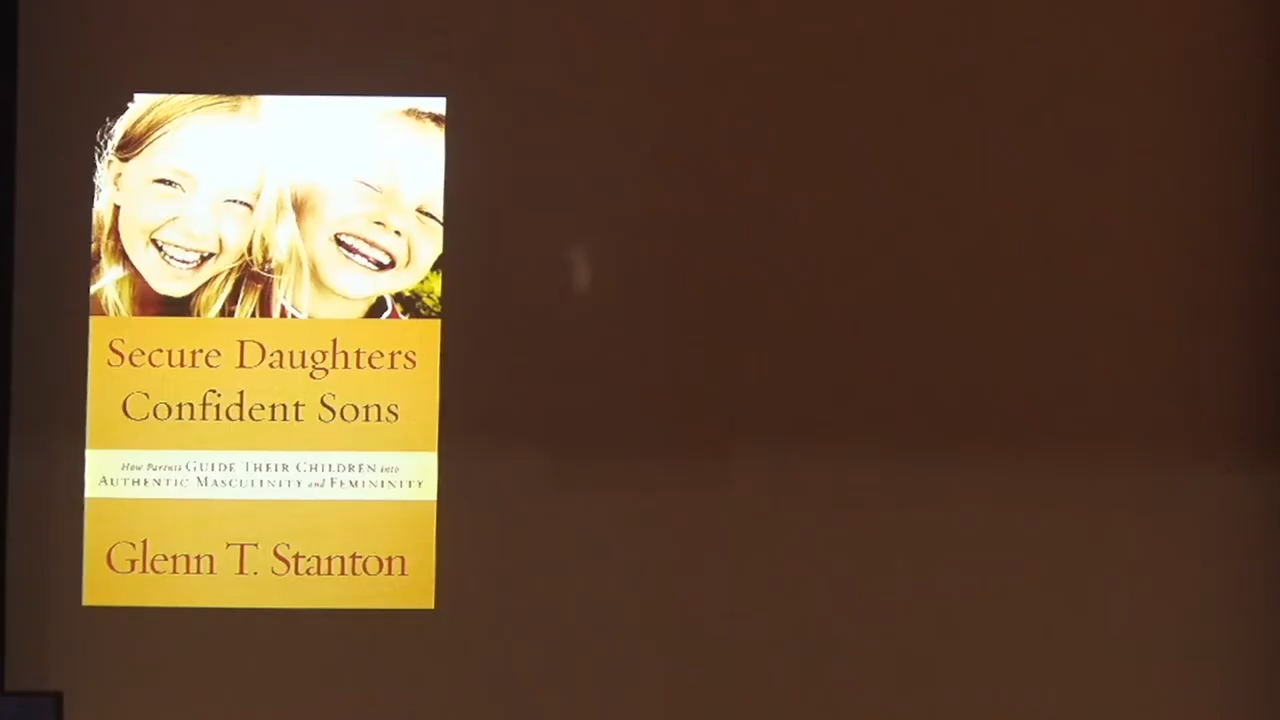 Secure Daughters
Confident Sons
How Parents GUIDE THEIR CHILDREN into
AUTHENTIC MASCULINITY and FEMININITY
Glenn T. Stanton